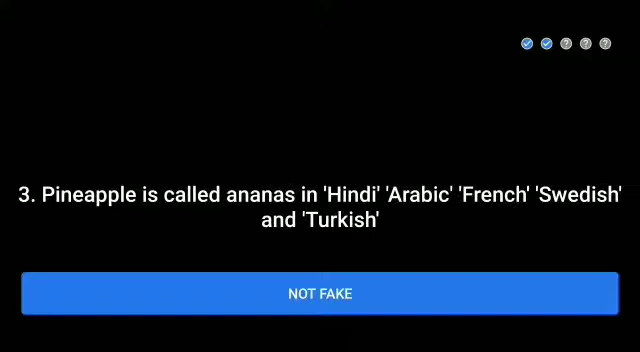 3. Pineapple is called ananas in 'Hindi' 'Arabic' 'French' 'Swedish'
and 'Turkish'
NOT FAKE